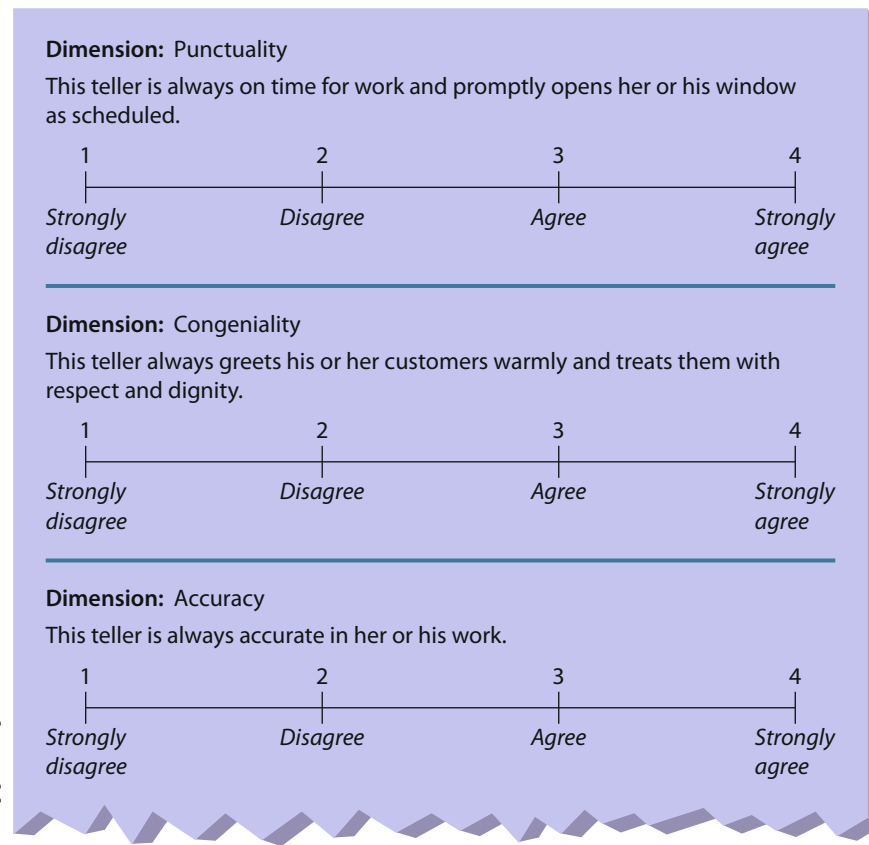 Dimension: Punctuality
This teller is always on time for work and promptly opens her or his window
as scheduled.
1 2 3 4
Strongly Disagree Agree Strongly
disagree agree
Dimension: Congeniality
This teller always greets his or her customers warmly and treats them with
respect and dignity.
1 2 3 4
Strongly Disagree Agree Strongly
disagree agree
Dimension: Accuracy
This teller is always accurate in her or his work.
1 2 3 4
Strongly Disagree Agree Strongly
disagree agree